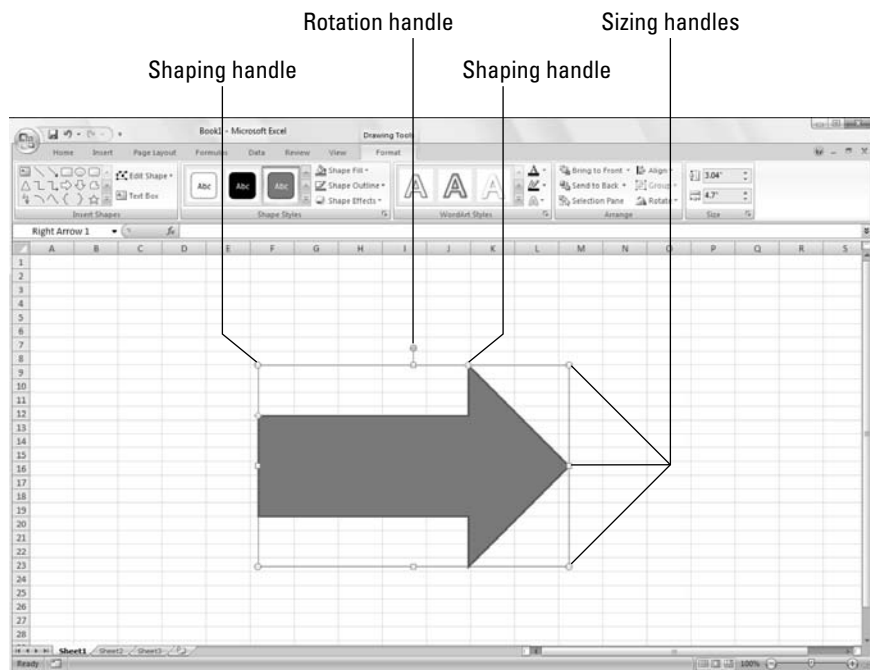 Rotation handle
Sizing handles
Shaping handle
Shaping handle
Book1 - Microsoft Excel
Drawing Tools
Home Insert Page Layout Formulas Data Review View Format
Edit Shape
Text Box
Insert Shapes
Abc Abc Abc
Shape Fill
Shape Outline
Shape Effects
Shape Styles
A A A
WordArt Styles
Bring to Front
Send to Back
Selection Pane
Align
Group
Rotate
Arrange
3.04"
4.7"
Size
Right Arrow 1
fx
A B C D E F G H I J K L M N O P Q R S
1
2
3
4
5
6
7
8
9
10
11
12
13
14
15
16
17
18
19
20
21
22
23
24
25
26
27
28
Sheet1 Sheet2 Sheet3
Ready
100%